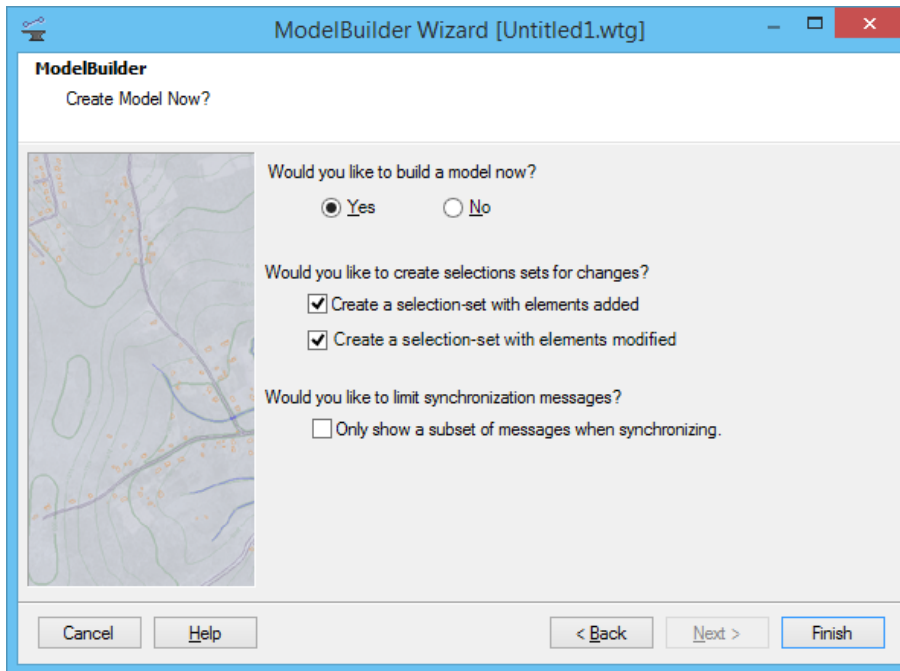 ModelBuilder Wizard [Untitled1.wtg]
ModelBuilder
Create Model Now?
Would you like to build a model now?
Yes No
Would you like to create selections sets for changes?
Create a selection-set with elements added
Create a selection-set with elements modified
Would you like to limit synchronization messages?
Only show a subset of messages when synchronizing.
Cancel Help < Back Next > Finish